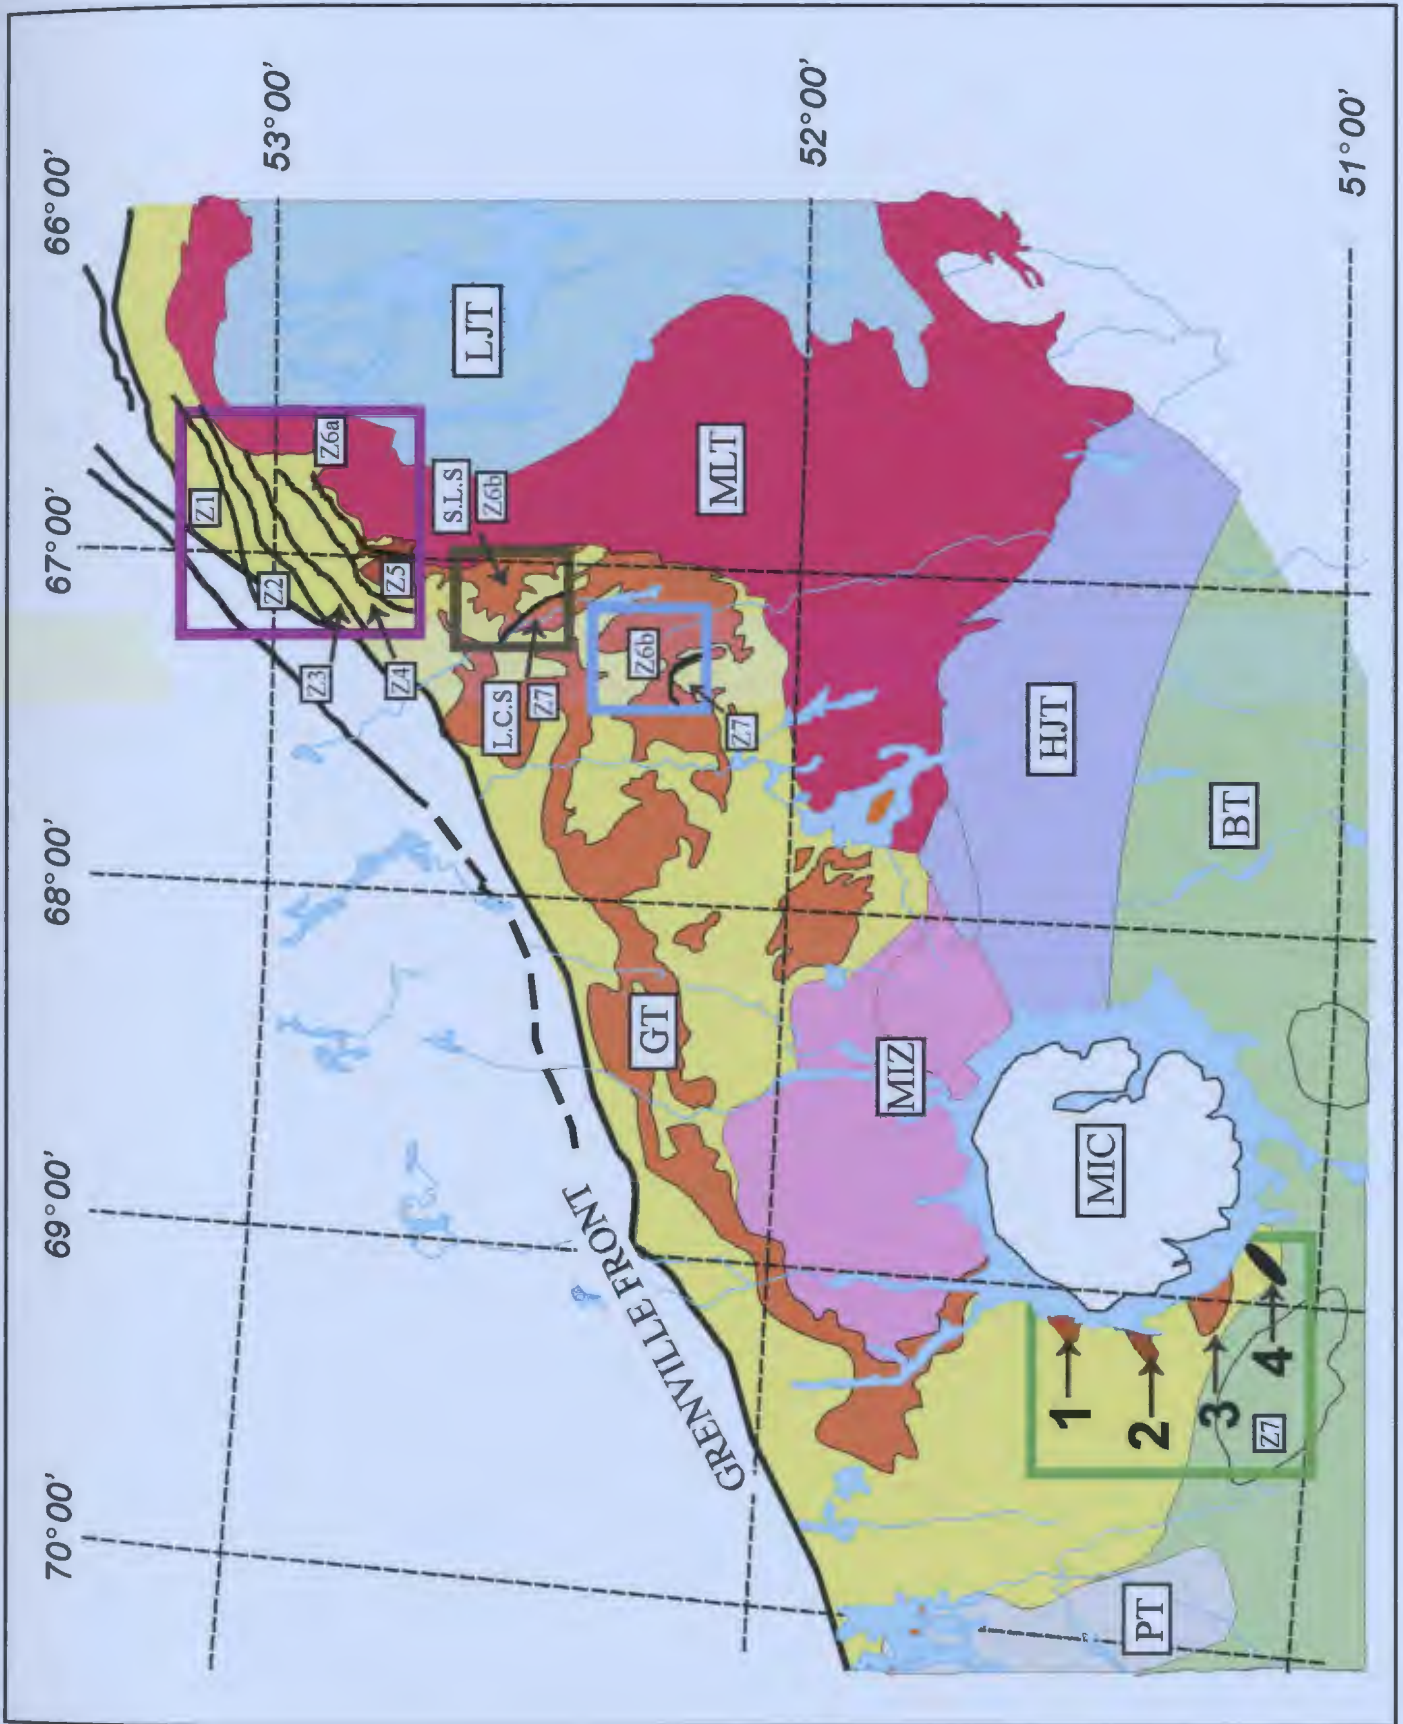 70°00'
69°00'
68°00'
67°00'
66°00'
53°00'
52°00'
51°00'
GRENVILLE FRONT
Z1
Z2
Z3
Z4
Z5
Z6a
S.L.S
Z6b
L.C.S
Z7
Z6b
Z7
LJT
MLT
GT
MIZ
HJT
BT
MIC
PT
1
2
3
4
Z7